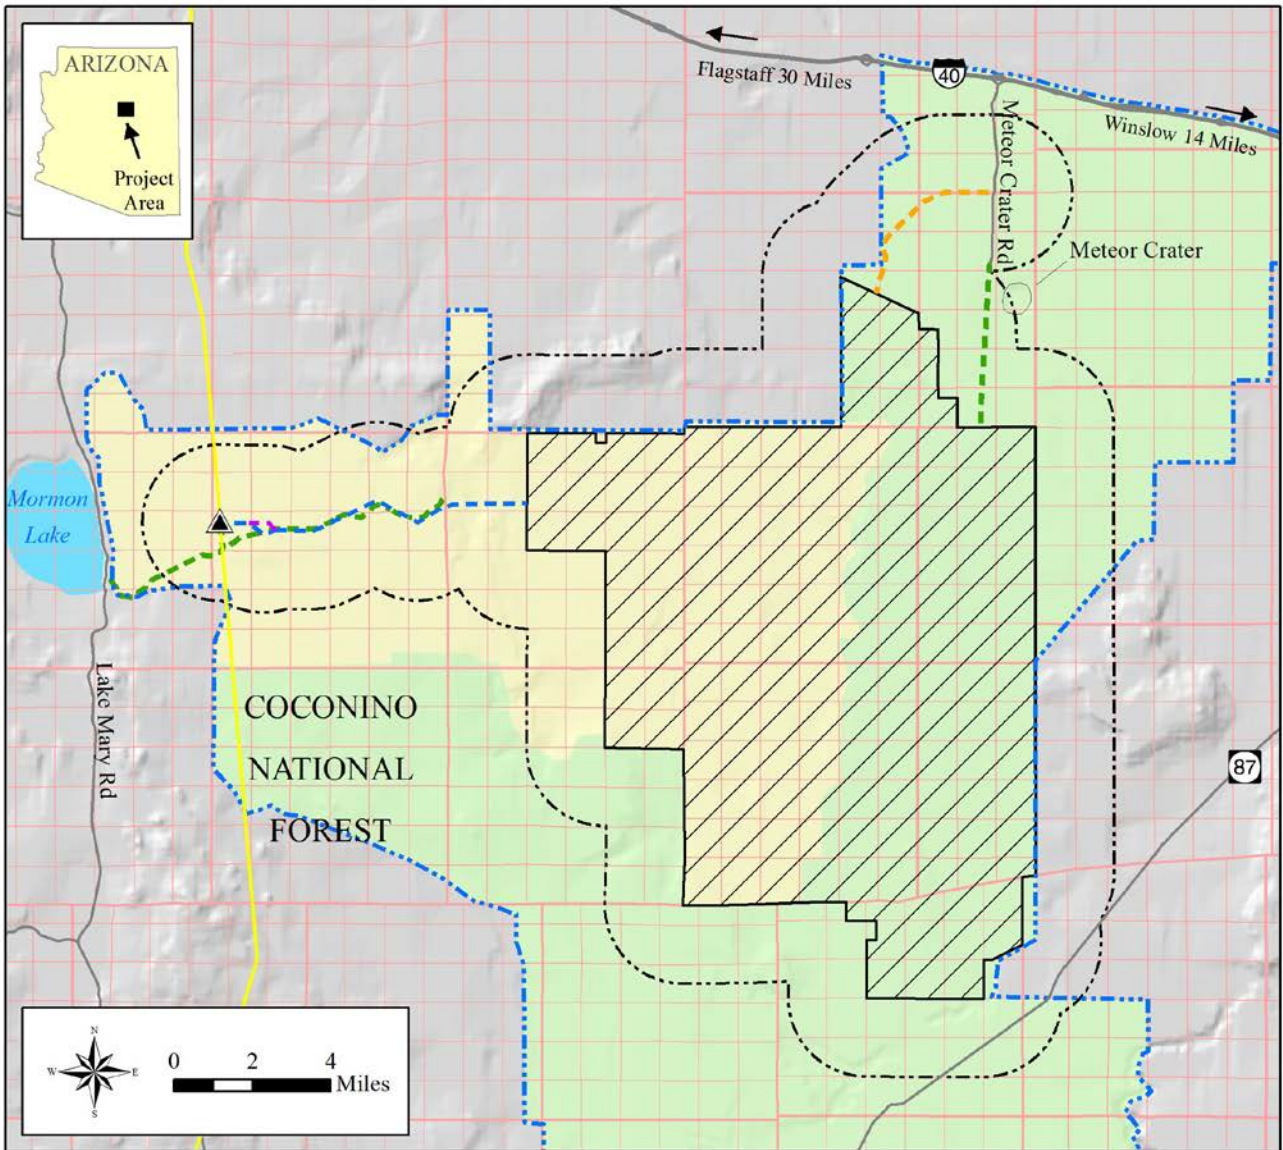 ARIZONA
Project
Area
Flagstaff 30 Miles
40
Winslow 14 Miles
Meteor Crater Rd
Meteor Crater
Mormon
Lake
Lake Mary Rd
COCONINO
NATIONAL
FOREST
87
N
W
E
S
0 2 4
Miles